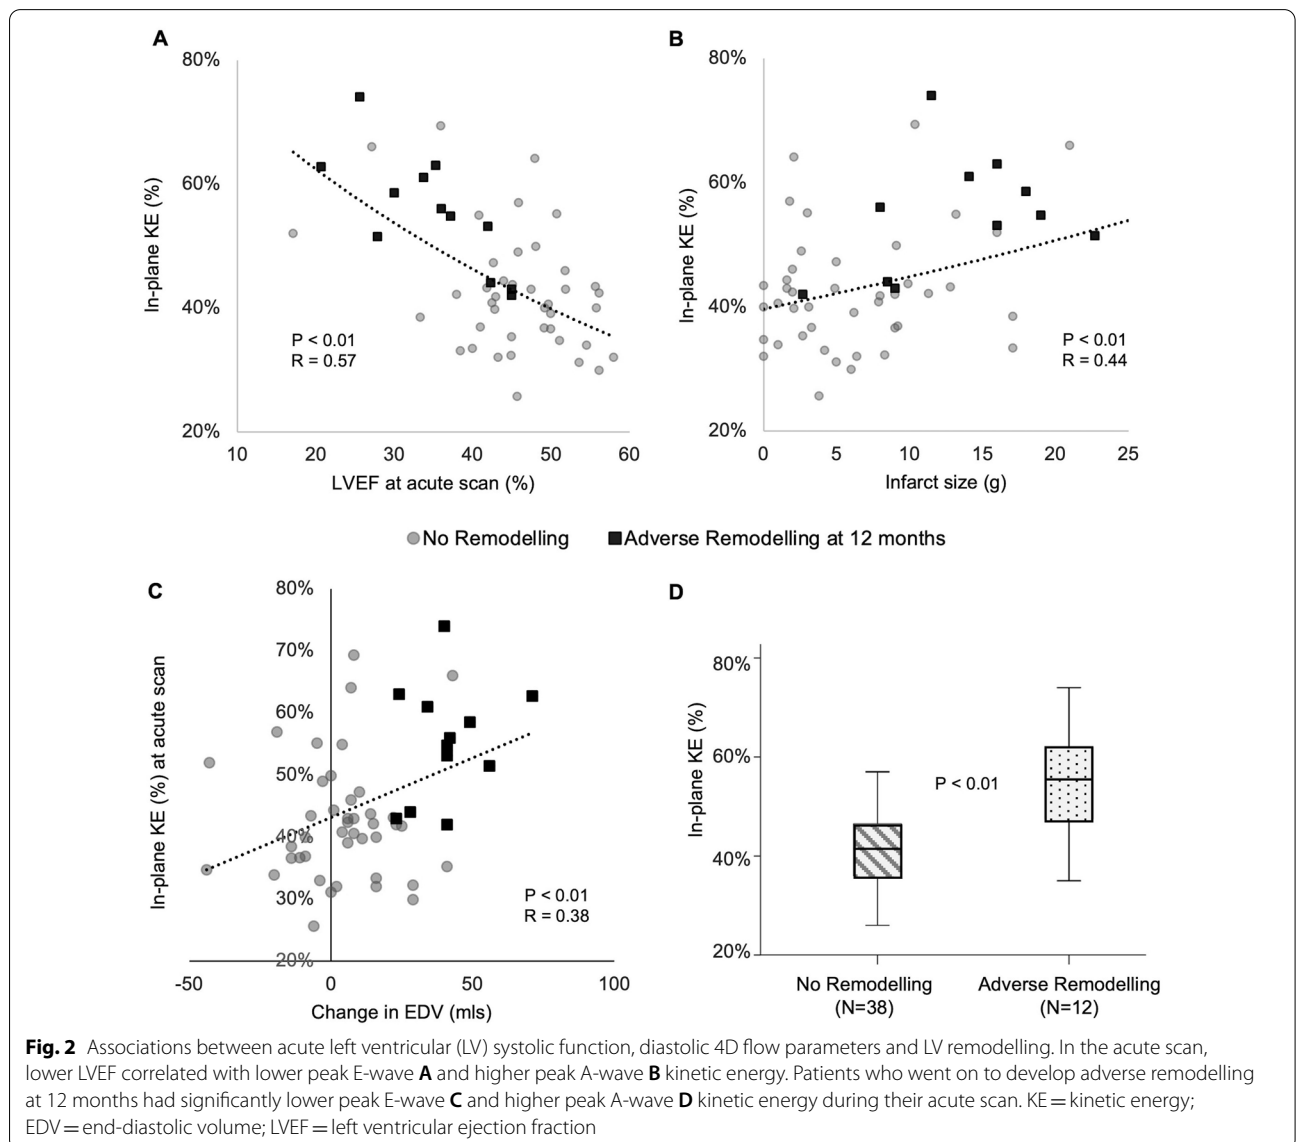 A
80%
60%
40%
20%
In-plane KE (%)
P < 0.01
R = 0.57
10 20 30 40 50 60
LVEF at acute scan (%)
B
80%
60%
40%
20%
In-plane KE (%)
P < 0.01
R = 0.44
0 5 10 15 20 25
Infarct size (g)
No Remodelling Adverse Remodelling at 12 months
C
80%
70%
60%
50%
40%
30%
20%
In-plane KE (%) at acute scan
P < 0.01
R = 0.38
-50 0 50 100
Change in EDV (mls)
D
80%
60%
40%
20%
In-plane KE (%)
P < 0.01
No Remodelling Adverse Remodelling
(N=38) (N=12)
Fig. 2 Associations between acute left ventricular (LV) systolic function, diastolic 4D flow parameters and LV remodelling. In the acute scan,
lower LVEF correlated with lower peak E-wave A and higher peak A-wave B kinetic energy. Patients who went on to develop adverse remodelling
at 12 months had significantly lower peak E-wave C and higher peak A-wave D kinetic energy during their acute scan. KE = kinetic energy;
EDV = end-diastolic volume; LVEF = left ventricular ejection fraction